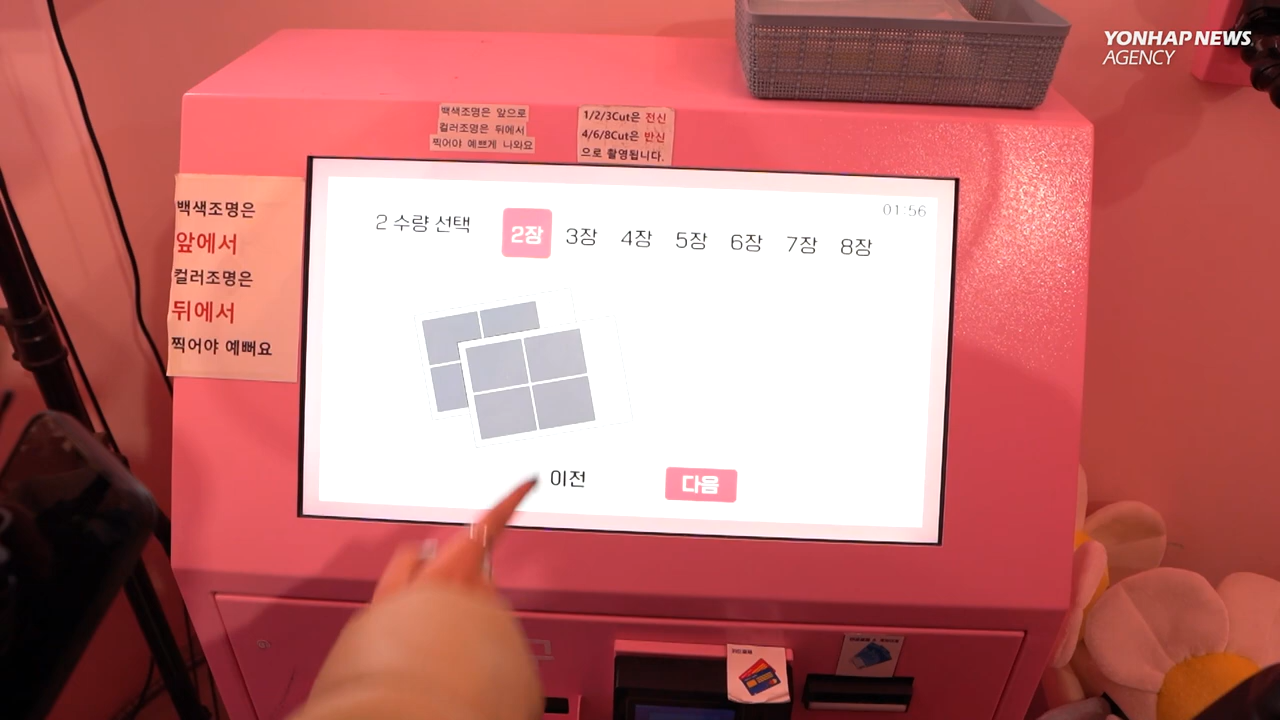 YONHAP NEWS
AGENCY
백색조명은 앞으로
컬러조명은 뒤에서
찍어야 예쁘게 나와요
1/2/3Cut은 전신
4/6/8Cut은 반신
으로 촬영됩니다.
백색조명은
앞에서
컬러조명은
뒤에서
찍어야 예뻐요
01:56
2 수량 선택 2장 3장 4장 5장 6장 7장 8장
이전 다음